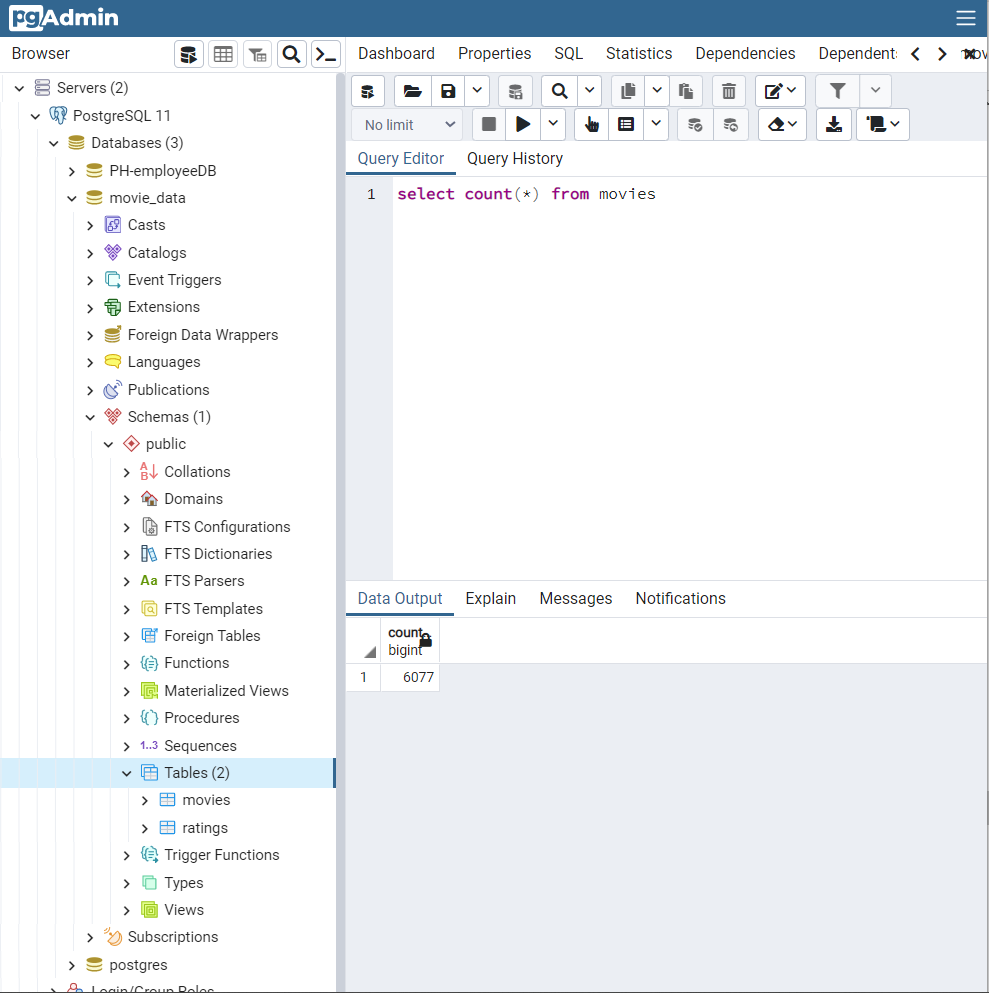 pgAdmin
Browser
Dashboard Properties SQL Statistics Dependencies Dependent
Servers (2)
PostgreSQL 11
Databases (3)
PH-employeeDB
movie_data
Casts
Catalogs
Event Triggers
Extensions
Foreign Data Wrappers
Languages
Publications
Schemas (1)
public
Collations
Domains
FTS Configurations
FTS Dictionaries
Aa FTS Parsers
FTS Templates
Foreign Tables
Functions
Materialized Views
Procedures
1..3 Sequences
Tables (2)
movies
ratings
Trigger Functions
Types
Views
Subscriptions
postgres
Login/Group Roles
No limit
Query Editor Query History
1 select count(*) from movies
Data Output Explain Messages Notifications
count
bigint
1 6077